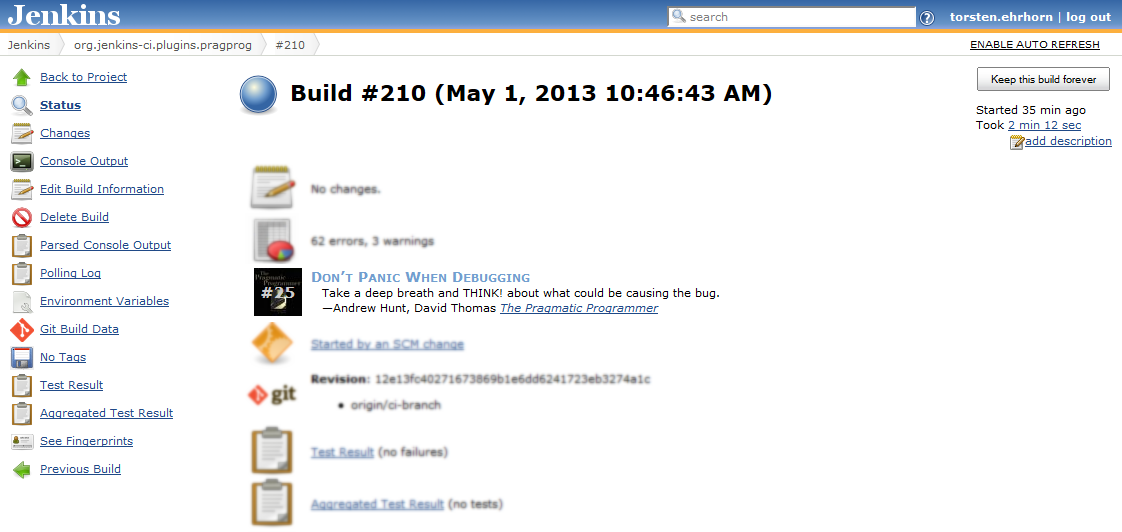 Jenkins
search
torsten.ehrhorn | log out
Jenkins
org.jenkins-ci.plugins.pragprog
#210
ENABLE AUTO REFRESH
Back to Project
Status
Changes
Console Output
Edit Build Information
Delete Build
Parsed Console Output
Polling Log
Environment Variables
Git Build Data
No Tags
Test Result
Aggregated Test Result
See Fingerprints
Previous Build
Build #210 (May 1, 2013 10:46:43 AM)
Keep this build forever
Started 35 min ago
Took 2 min 12 sec
add description
No changes.
62 errors, 3 warnings
The
Pragmatic
Programmer
#25
Don't Panic When Debugging
Take a deep breath and THINK! about what could be causing the bug.
—Andrew Hunt, David Thomas The Pragmatic Programmer
Started by an SCM change
git
Revision: 12e13fc40271673869b1e6dd6241723eb3274a1c
• origin/ci-branch
Test Result (no failures)
Aggregated Test Result (no tests)